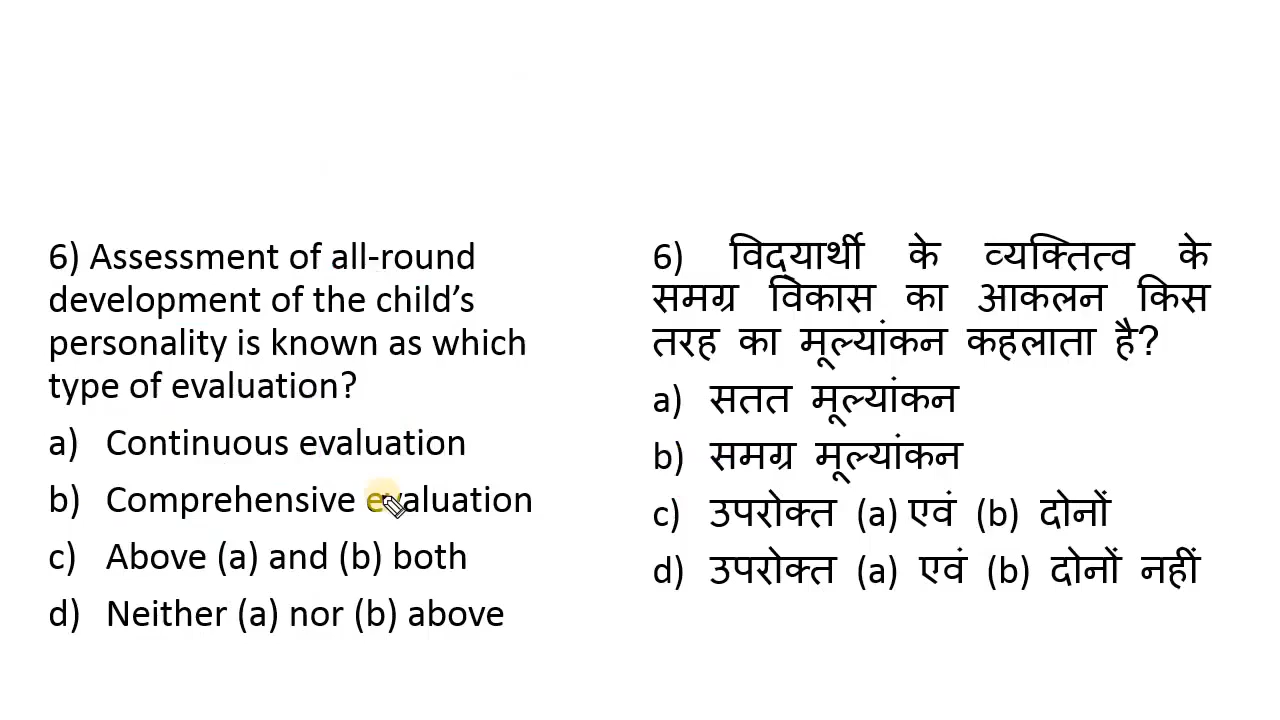 6) Assessment of all-round
development of the child’s
personality is known as which
type of evaluation?
a) Continuous evaluation
b) Comprehensive evaluation
c) Above (a) and (b) both
d) Neither (a) nor (b) above
6) विद्यार्थी के व्यक्तित्व के
समग्र विकास का आकलन किस
तरह का मूल्यांकन कहलाता है?
a) सतत मूल्यांकन
b) समग्र मूल्यांकन
c) उपरोक्त (a) एवं (b) दोनों
d) उपरोक्त (a) एवं (b) दोनों नहीं